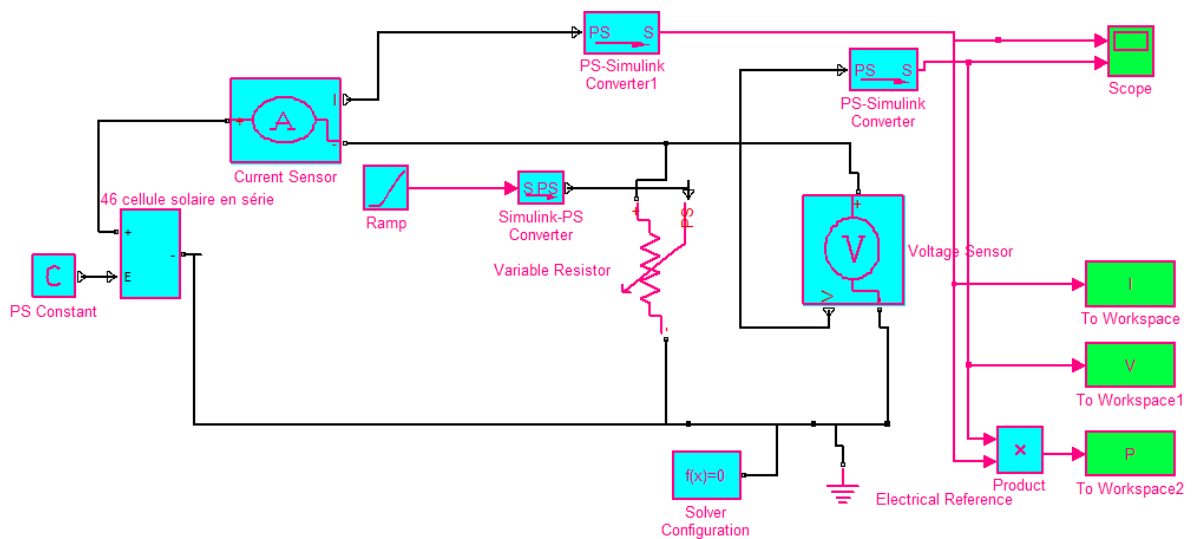 PS S
PS-Simulink
Converter1
PS S
PS-Simulink
Converter
Scope
I
A
+
-
Current Sensor
46 cellule solaire en série
+
-
E
C
PS Constant
Ramp
S PS
Simulink-PS
Converter
+
PS
Variable Resistor
-
+
V
V
-
Voltage Sensor
I
To Workspace
V
To Workspace1
P
To Workspace2
×
Product
f(x)=0
Solver
Configuration
Electrical Reference